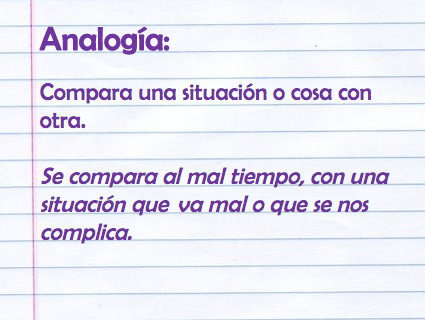 Analogía:
Compara una situación o cosa con
otra.
Se compara al mal tiempo, con una
situación que va mal o que se nos
complica.